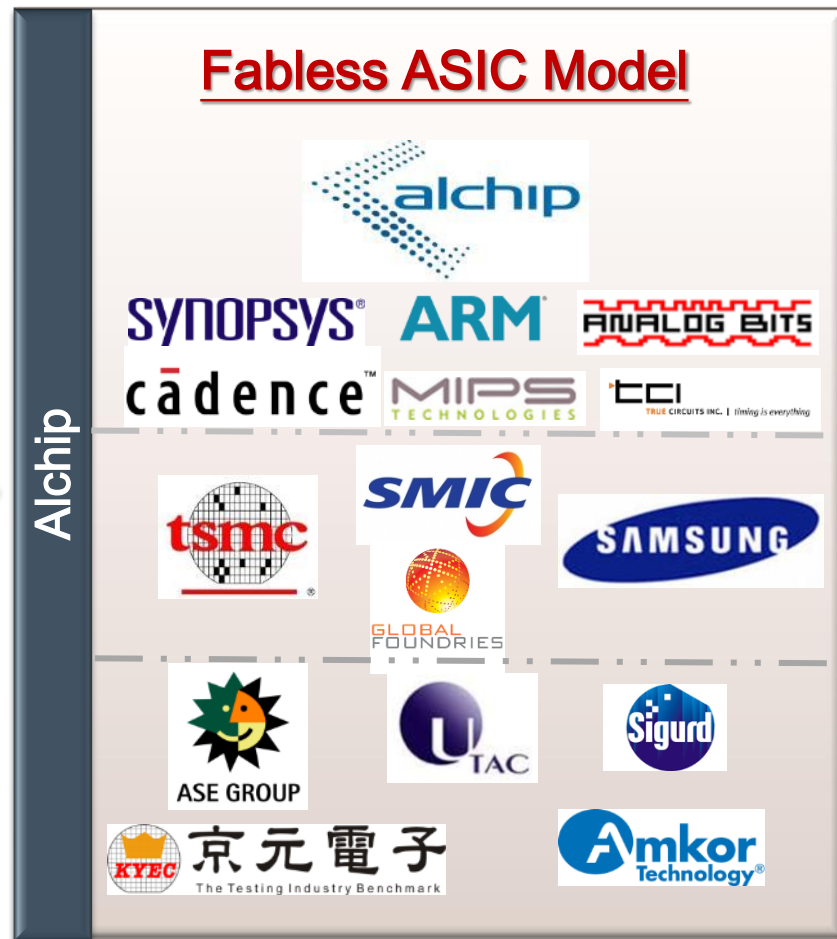 Fabless ASIC Model
Alchip
alchip
SYNOPSYS®
ARM®
ANALOG BITS
cādence™
MIPS
TECHNOLOGIES
tci
TRUE CIRCUITS INC. | timing is everything
tsmc
®
SMIC
SAMSUNG
GLOBAL
FOUNDRIES
ASE GROUP
UTAC
Sigurd
KYEC
京元電子
The Testing Industry Benchmark
Amkor
Technology®